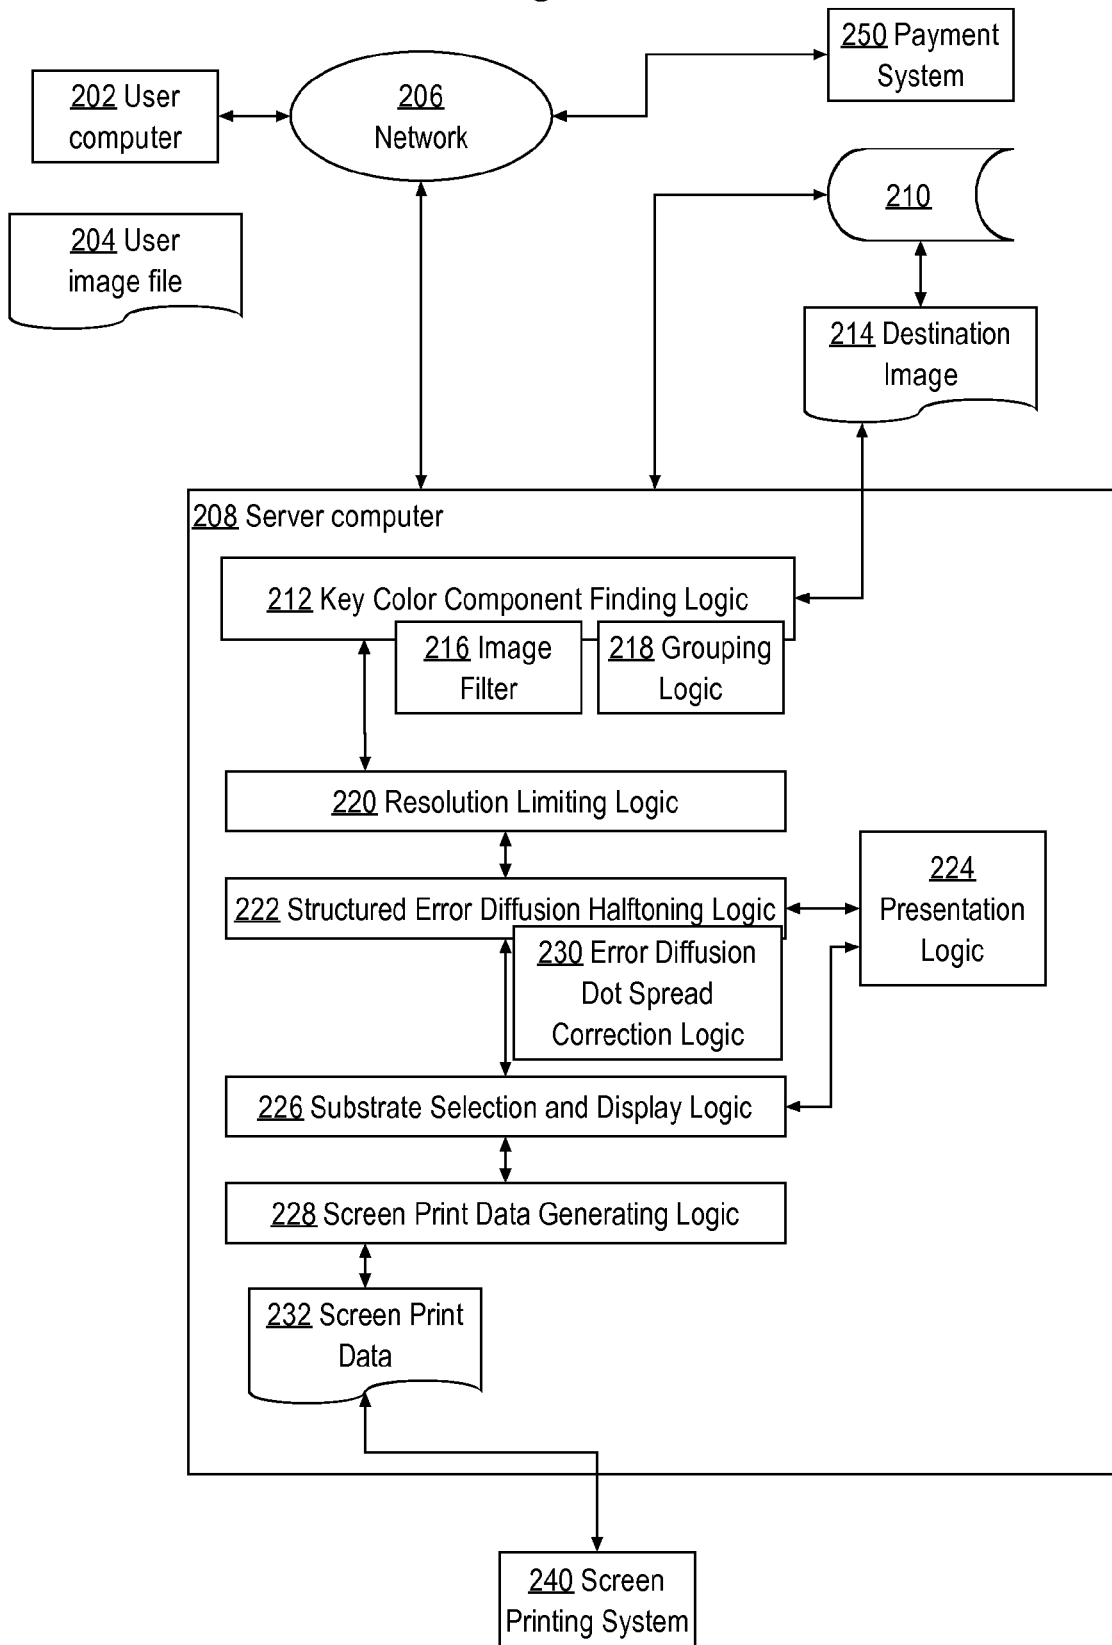 250 Payment
System
202 User
computer
206
Network
210
204 User
image file
214 Destination
Image
208 Server computer
212 Key Color Component Finding Logic
216 Image
Filter
218 Grouping
Logic
220 Resolution Limiting Logic
222 Structured Error Diffusion Halftoning Logic
224
Presentation
Logic
230 Error Diffusion
Dot Spread
Correction Logic
226 Substrate Selection and Display Logic
228 Screen Print Data Generating Logic
232 Screen Print
Data
240 Screen
Printing System